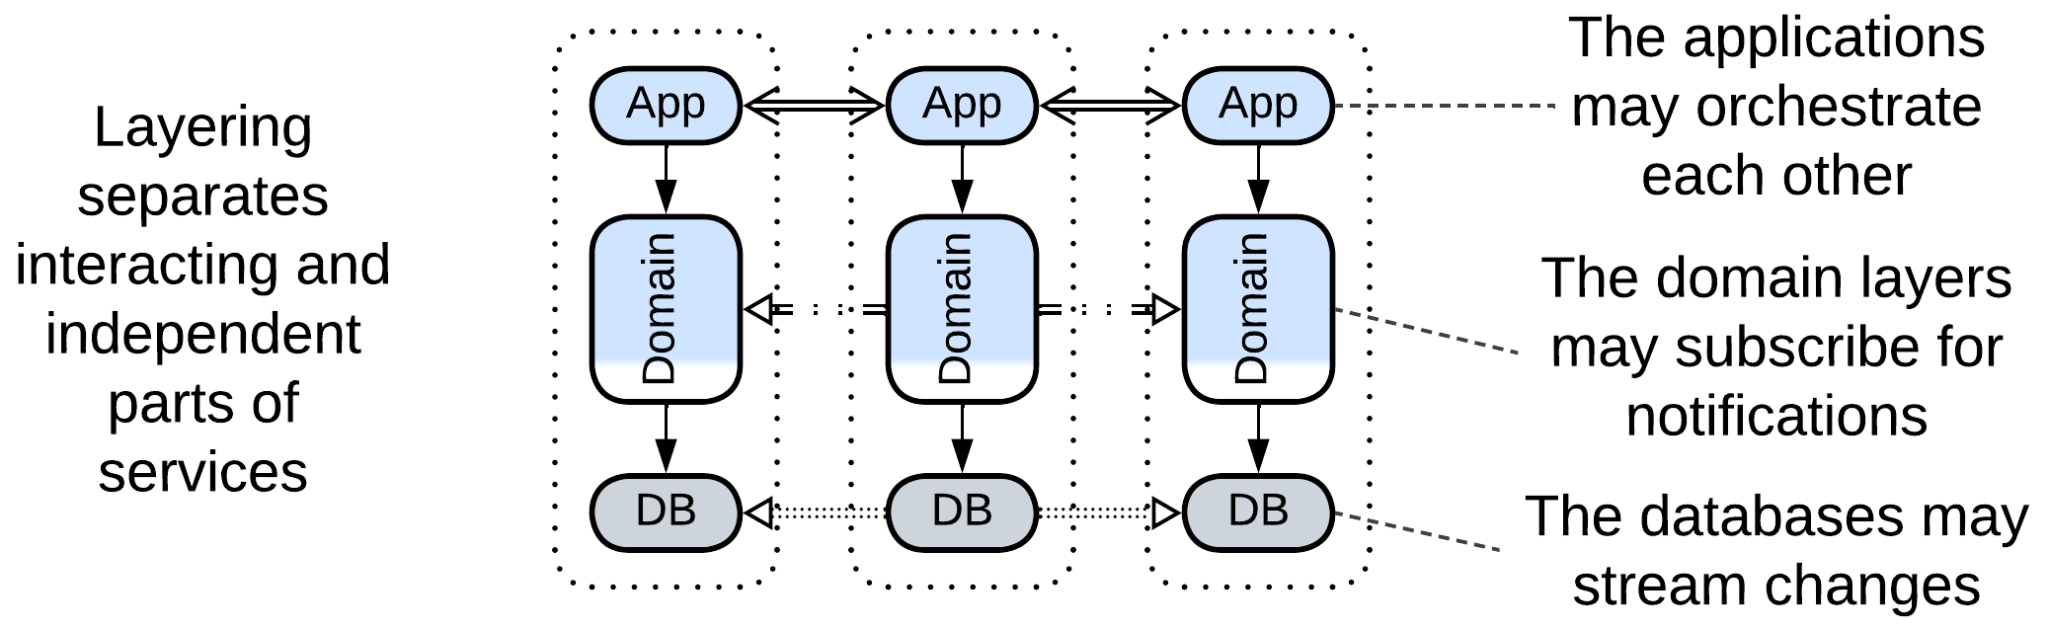 Layering
separates
interacting and
independent
parts of
services
App
App
App
Domain
Domain
Domain
DB
DB
DB
The applications
may orchestrate
each other
The domain layers
may subscribe for
notifications
The databases may
stream changes